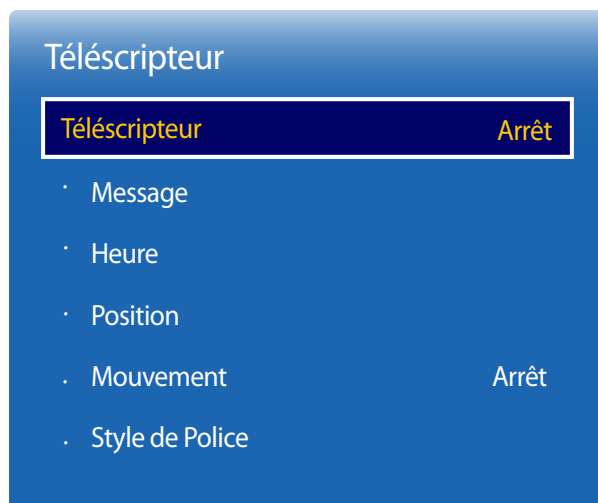 Téléscripteur
Téléscripteur Arrêt
· Message
· Heure
· Position
· Mouvement Arrêt
· Style de Police